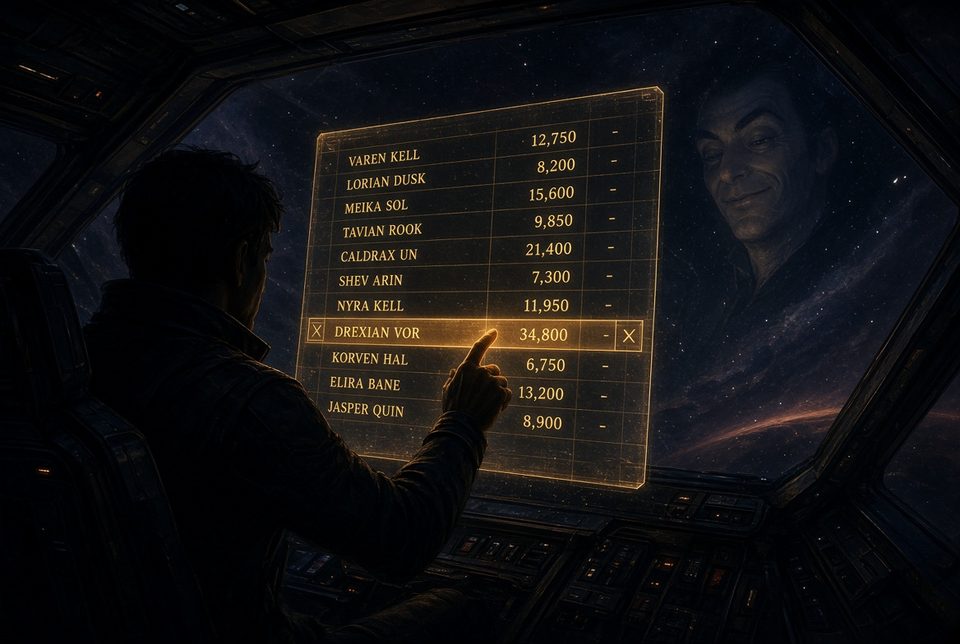 VAREN KELL 12,750 -
LORIAN DUSK 8,200 -
MEIKA SOL 15,600 -
TAVIAN ROOK 9,850 -
CALDRAX UN 21,400 -
SHEV ARIN 7,300 -
NYRA KELL 11,950 -
X DREXIAN VOR 34,800 - X
KORVEN HAL 6,750 -
ELIRA BANE 13,200 -
JASPER QUIN 8,900 -